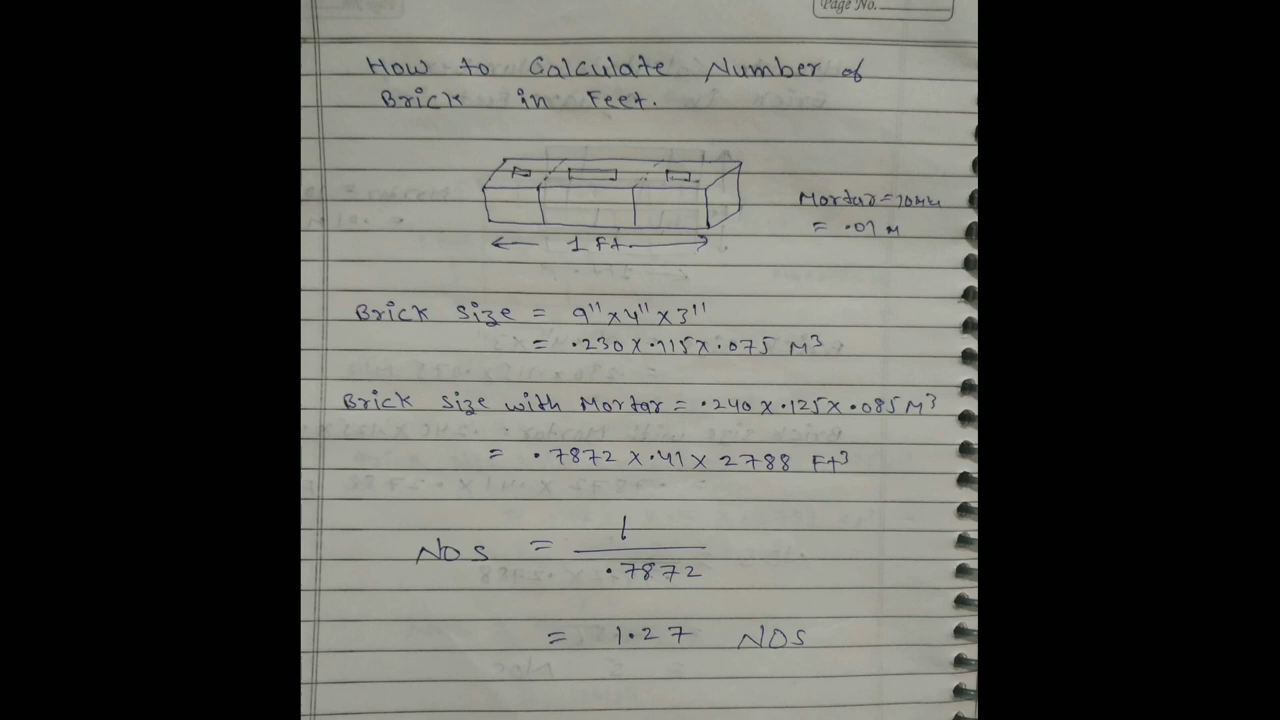 Page No.
How to Calculate Number of
Brick in Feet.
Mortar = 10MM
= .01 M
1 Ft.
Brick Size = 9" x 4" x 3"
= .230 x .115 x .075 M³
Brick Size with Mortar = .240 x .125 x .085 M³
= .7872 x .41 x 2788 Ft³
NOS = 1
.7872
= 1.27 NOS